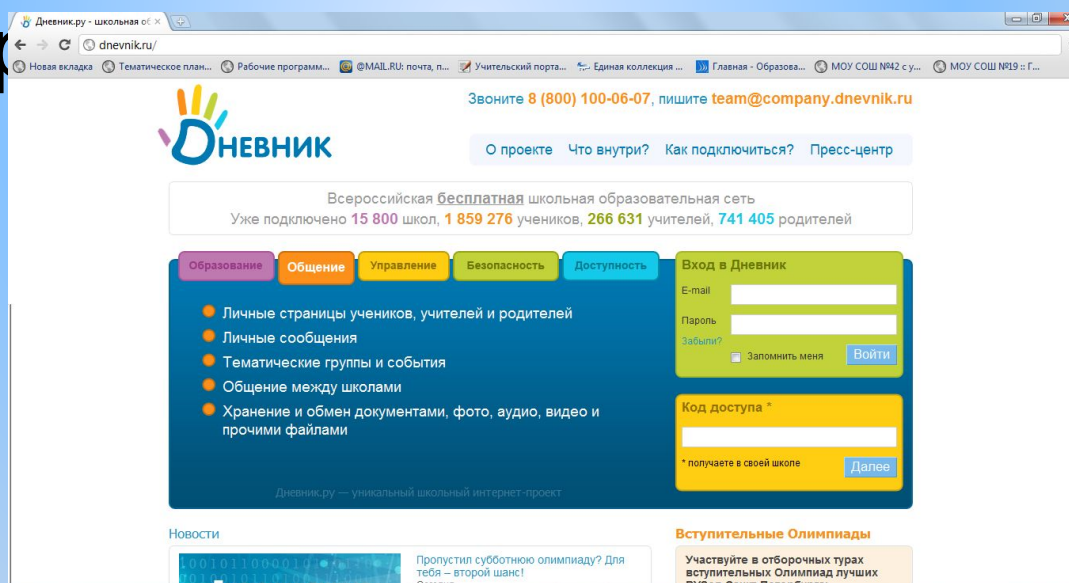 Дневник.ру - школьная об
dnevnik.ru/
Новая вкладка Тематическое план... Рабочие программ... @MAIL.RU: почта, п... Учительский порта... Единая коллекция ... Главная - Образова... МОУ СОШ №42 с у... МОУ СОШ №19 :: Г...
Звоните 8 (800) 100-06-07, пишите team@company.dnevnik.ru
Dневник
О проекте Что внутри? Как подключиться? Пресс-центр
Всероссийская бесплатная школьная образовательная сеть
Уже подключено 15 800 школ, 1 859 276 учеников, 266 631 учителей, 741 405 родителей
Образование Общение Управление Безопасность Доступность
Личные страницы учеников, учителей и родителей
Личные сообщения
Тематические группы и события
Общение между школами
Хранение и обмен документами, фото, аудио, видео и
прочими файлами
Дневник.ру — уникальный школьный интернет-проект
Вход в Дневник
E-mail
Пароль
Забыли?
Запомнить меня Войти
Код доступа *
* получаете в своей школе Далее
Новости
Пропустил субботнюю олимпиаду? Для
тебя – второй шанс!
Вступительные Олимпиады
Участвуйте в отборочных турах
вступительных Олимпиад лучших